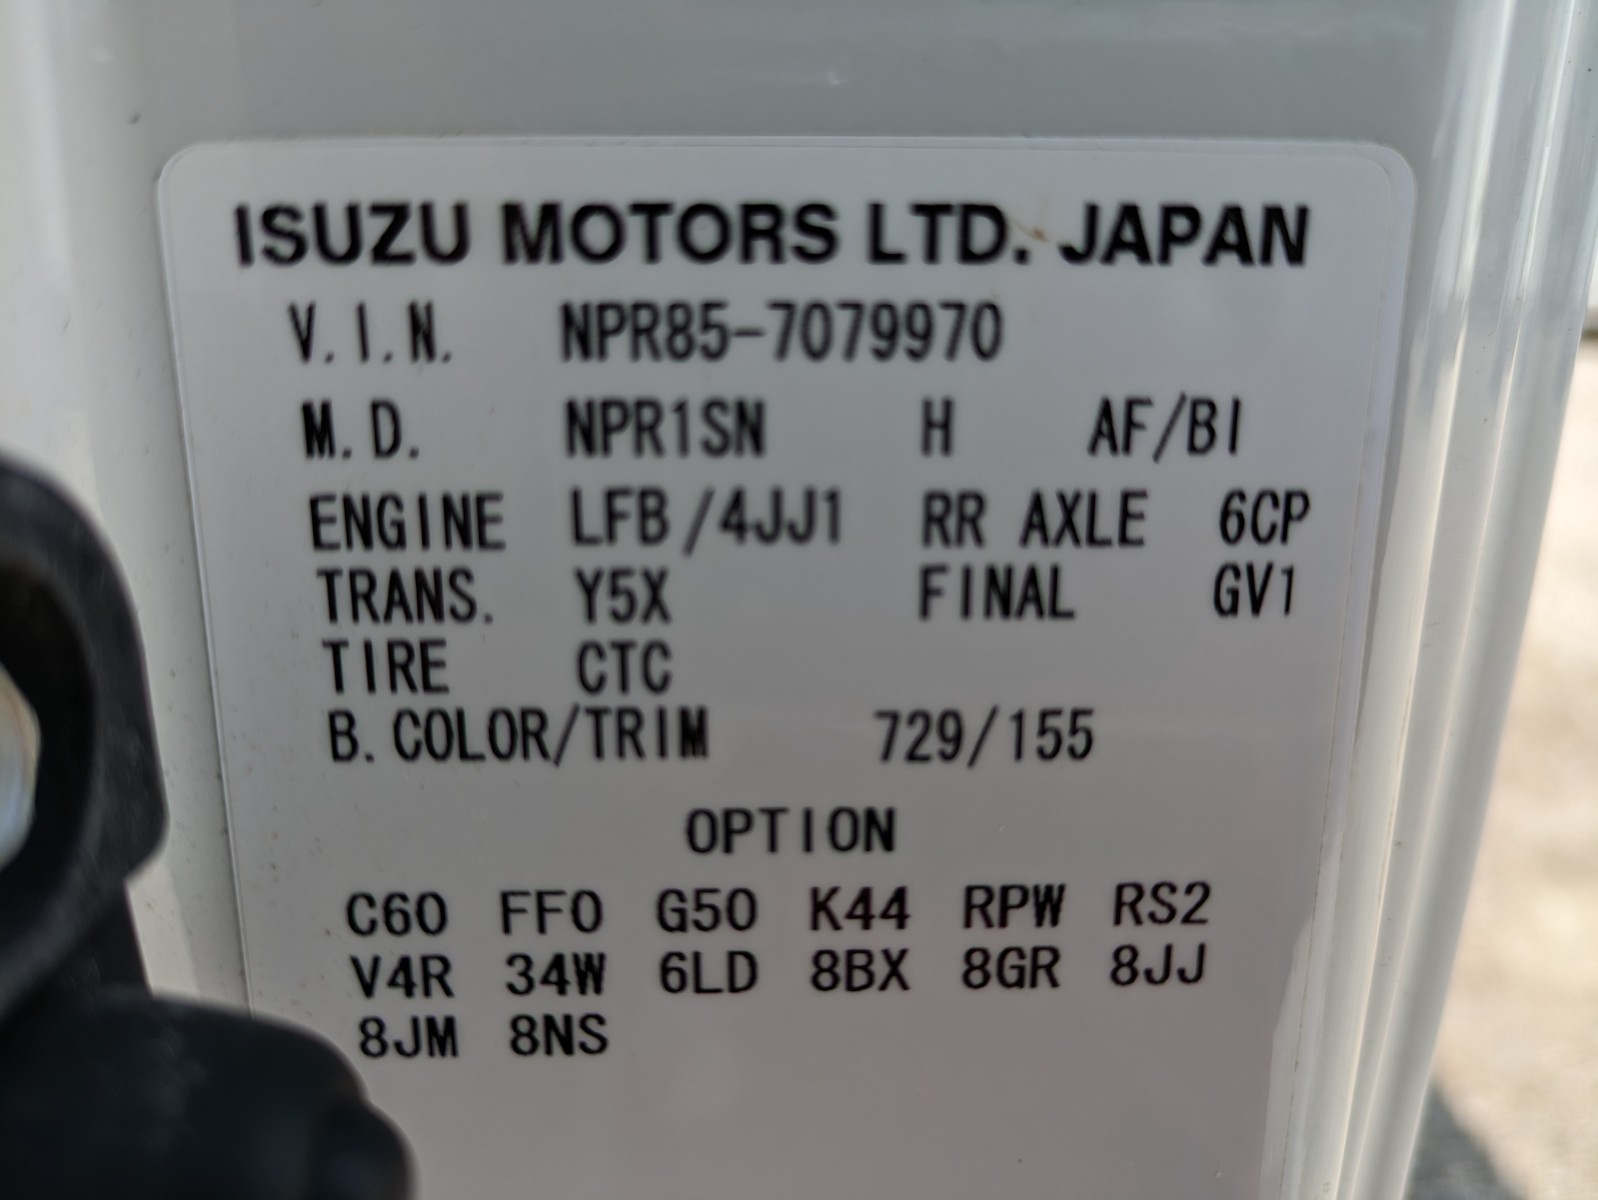 ISUZU MOTORS LTD. JAPAN
V.I.N. NPR85-7079970
M.D. NPR1SN H AF/BI
ENGINE LFB/4JJ1 RR AXLE 6CP
TRANS. Y5X FINAL GV1
TIRE CTC
B.COLOR/TRIM 729/155
OPTION
C60 FF0 G50 K44 RPW RS2
V4R 34W 6LD 8BX 8GR 8JJ
8JM 8NS